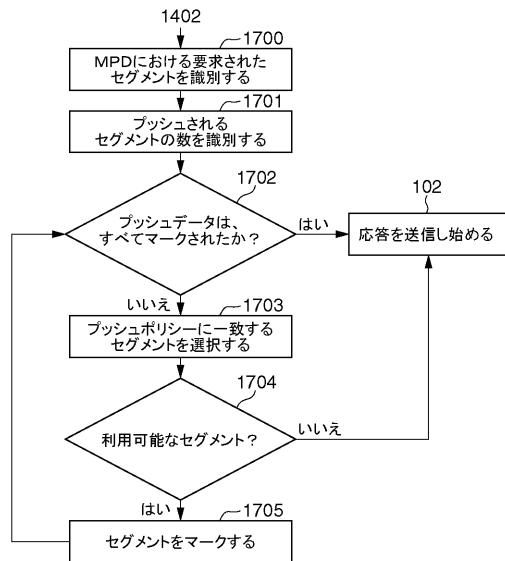 1402
1700
MPDにおける要求された
セグメントを識別する
1701
プッシュされる
セグメントの数を識別する
1702
プッシュデータは、
すべてマークされたか？
はい
102
応答を送信し始める
いいえ
1703
プッシュポリシーに一致する
セグメントを選択する
1704
利用可能なセグメント？
いいえ
はい
1705
セグメントをマークする